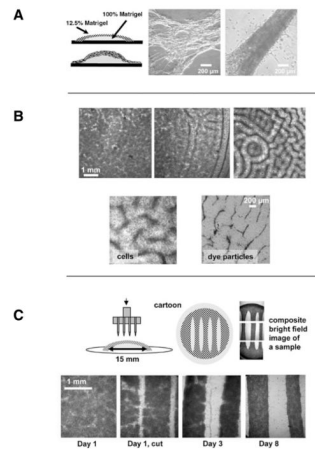 A
100% Matrigel
12.5% Matrigel
200 µm
200 µm
B
1 mm
200 µm
cells
dye particles
C
cartoon
15 mm
composite
bright field
image of
a sample
1 mm
Day 1
Day 1, cut
Day 3
Day 8